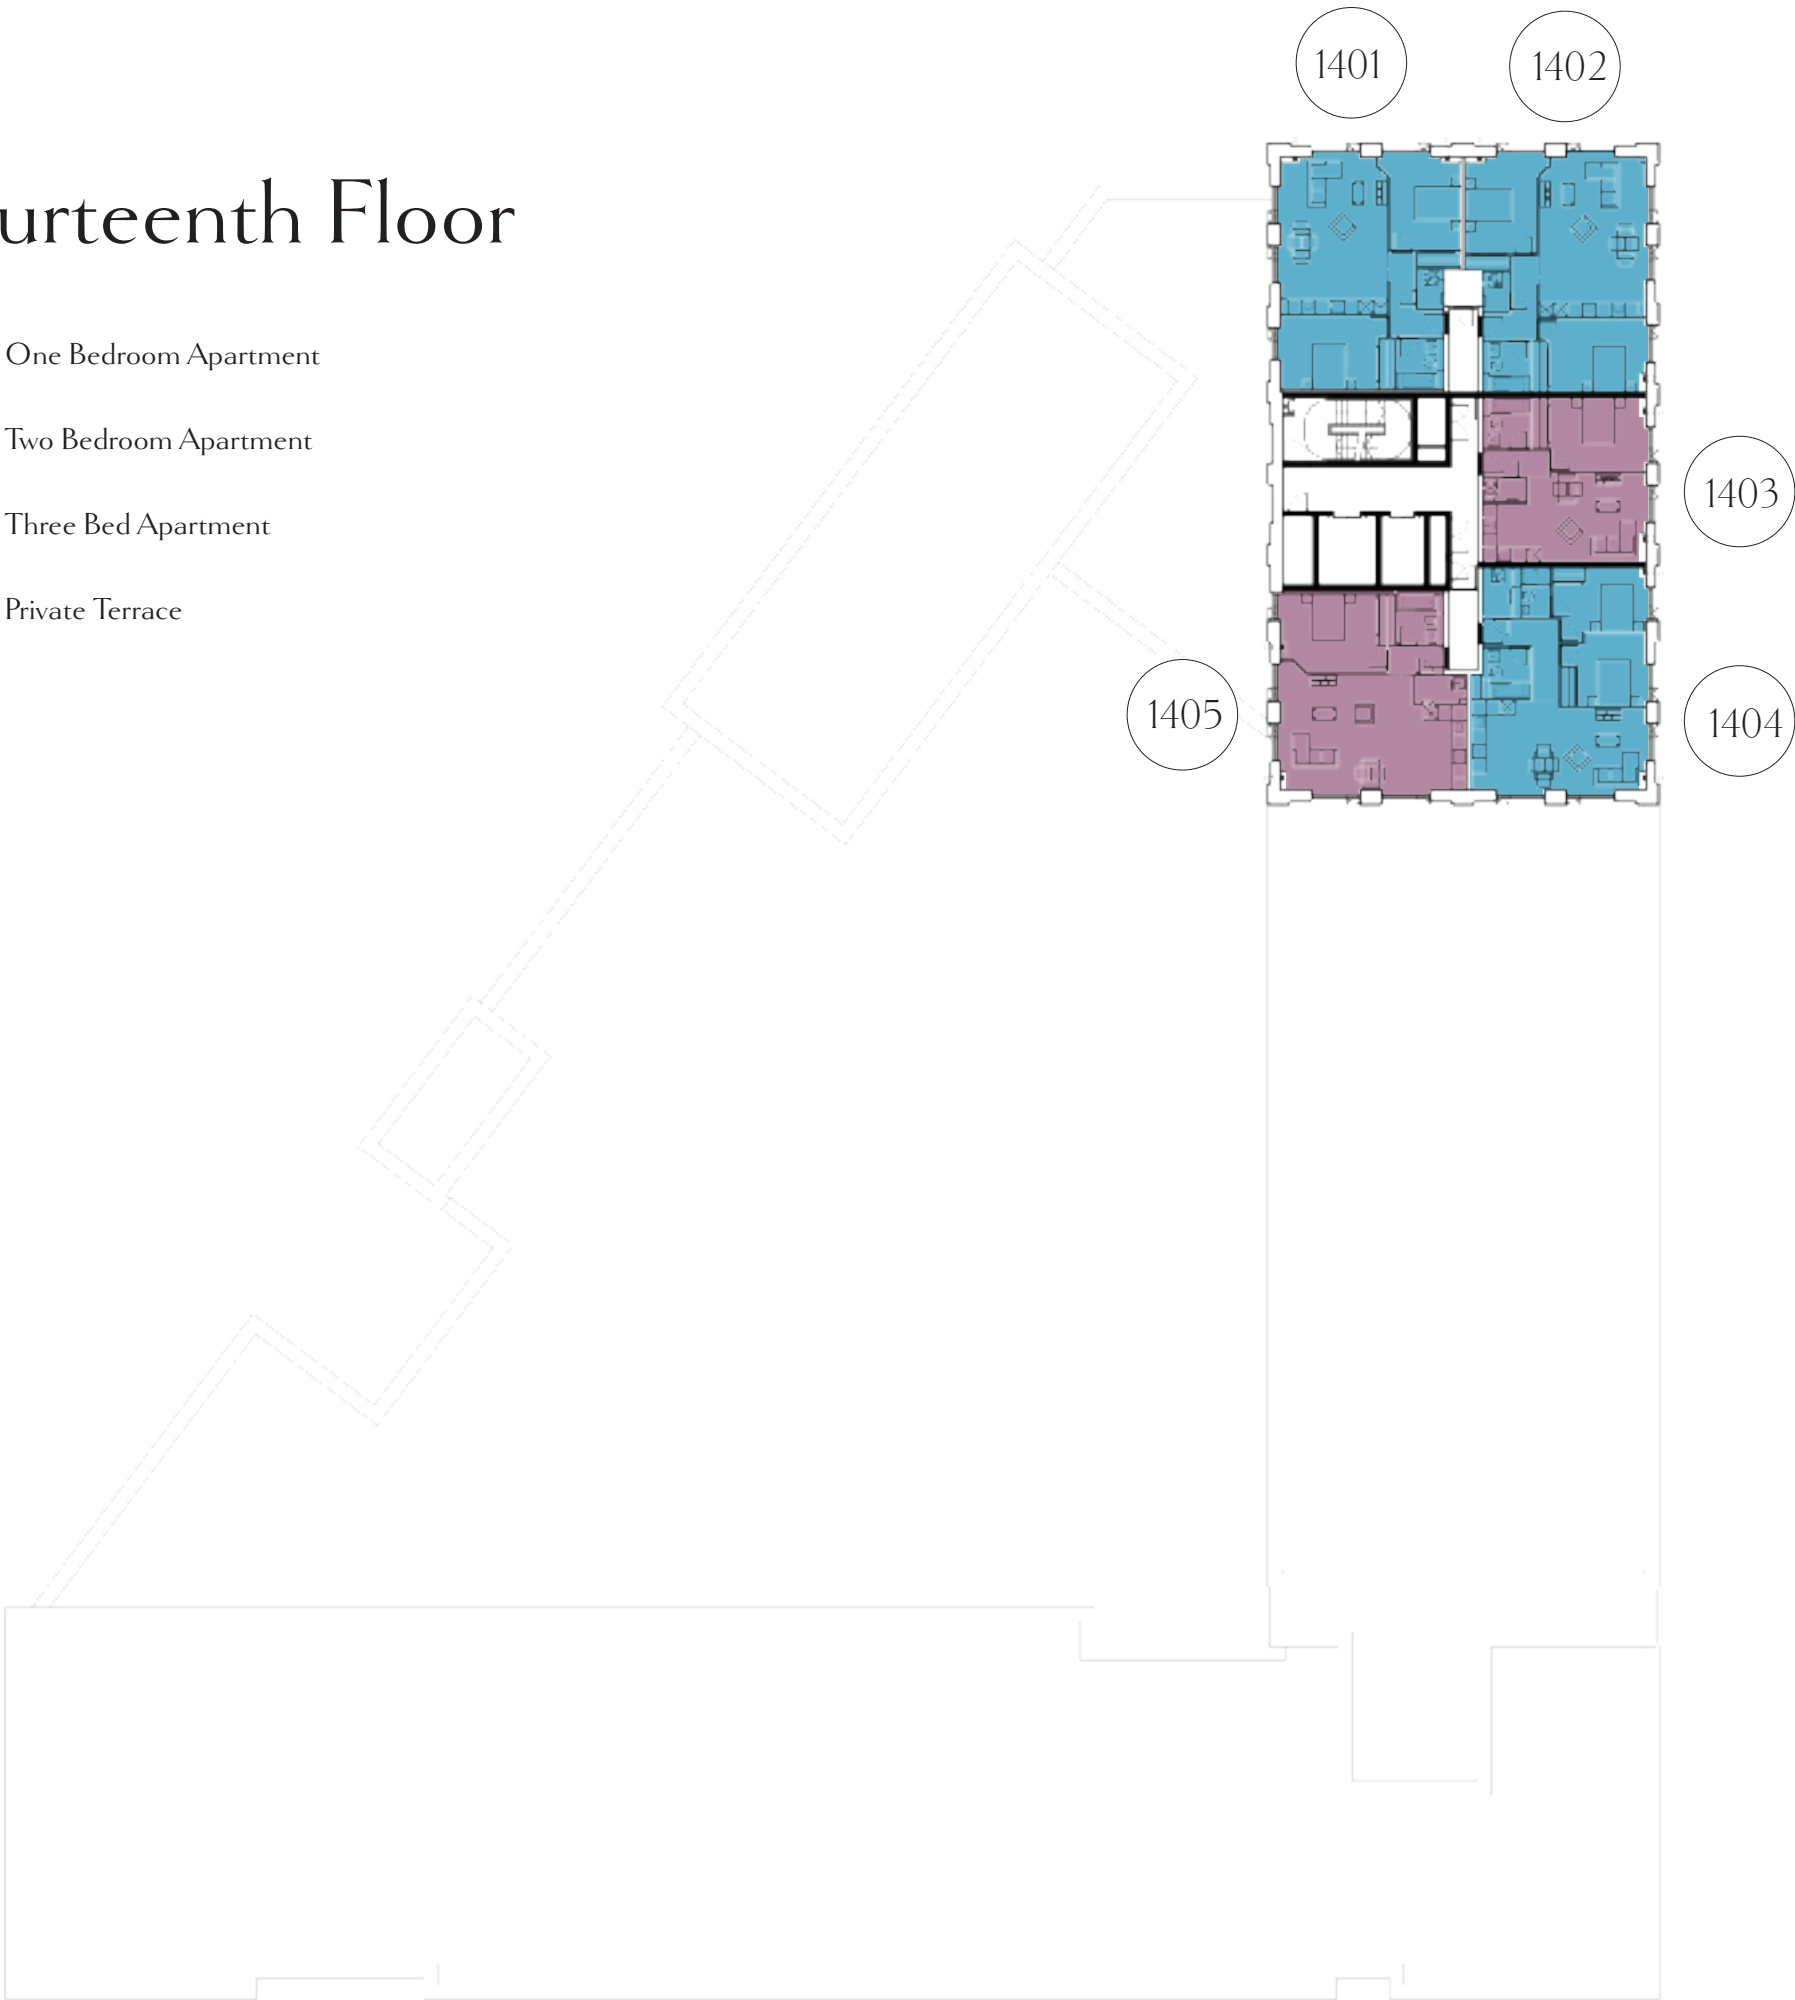 urteenth Floor
One Bedroom Apartment
Two Bedroom Apartment
Three Bed Apartment
Private Terrace
1401
1402
1403
1405
1404